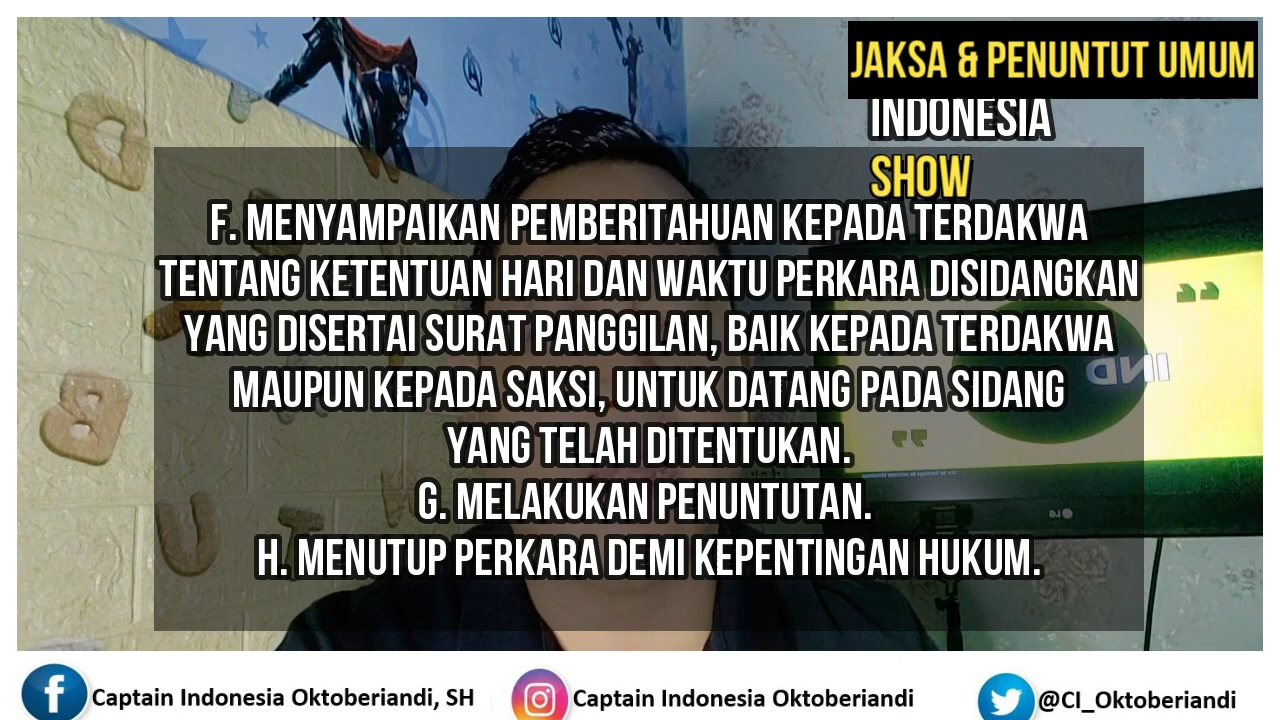 JAKSA & PENUNTUT UMUM
INDONESIA
SHOW
F. MENYAMPAIKAN PEMBERITAHUAN KEPADA TERDAKWA
TENTANG KETENTUAN HARI DAN WAKTU PERKARA DISIDANGKAN
YANG DISERTAI SURAT PANGGILAN, BAIK KEPADA TERDAKWA
MAUPUN KEPADA SAKSI, UNTUK DATANG PADA SIDANG
YANG TELAH DITENTUKAN.
G. MELAKUKAN PENUNTUTAN.
H. MENUTUP PERKARA DEMI KEPENTINGAN HUKUM.
IND
LG
B
U
T
Captain Indonesia Oktoberiandi, SH
Captain Indonesia Oktoberiandi
@CI_Oktoberiandi